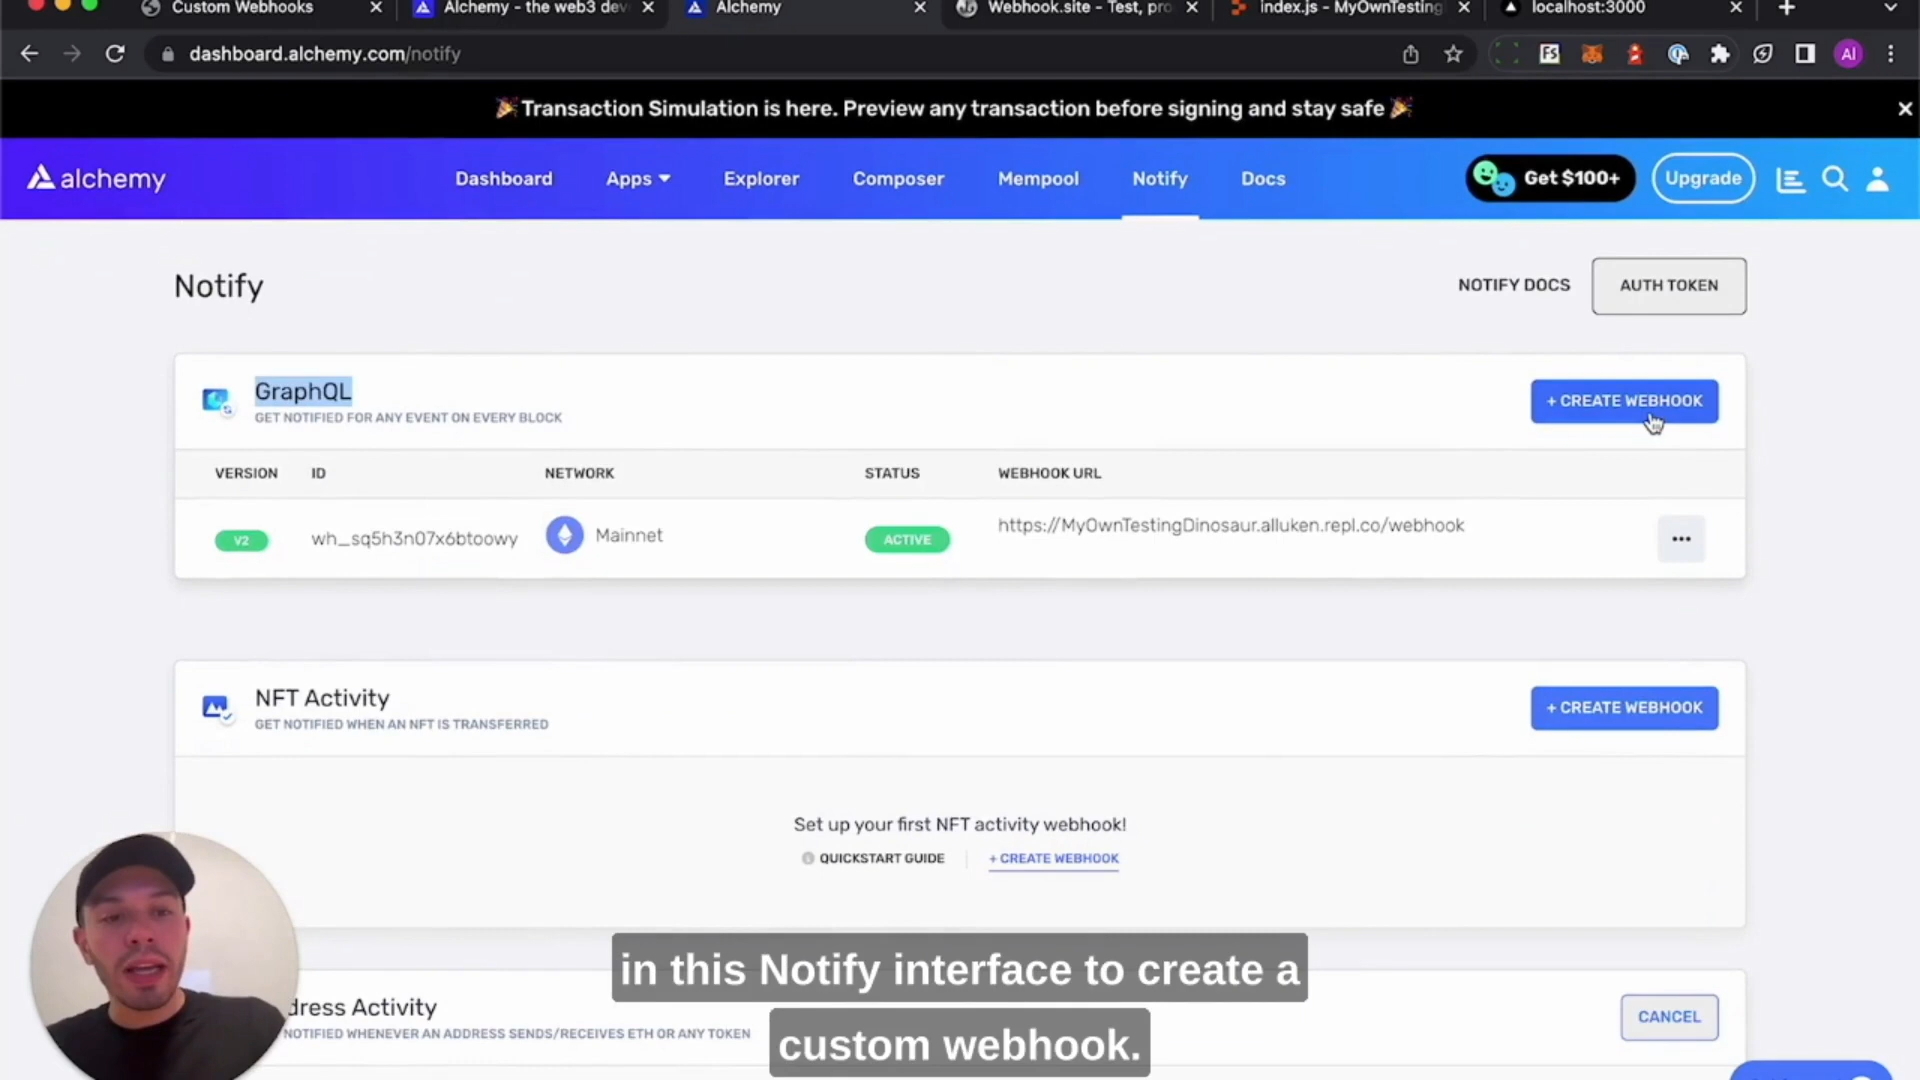 Custom Webhooks
Alchemy - the web3 dev
Alchemy
Webhook.site - Test, pro
index.js - MyOwnTesting
localhost:3000
dashboard.alchemy.com/notify
FS
AI
🎉Transaction Simulation is here. Preview any transaction before signing and stay safe🎉
alchemy
Dashboard
Apps
Explorer
Composer
Mempool
Notify
Docs
Get $100+
Upgrade
Notify
NOTIFY DOCS
AUTH TOKEN
GraphQL
GET NOTIFIED FOR ANY EVENT ON EVERY BLOCK
+ CREATE WEBHOOK
VERSION ID NETWORK STATUS WEBHOOK URL
V2 wh_sq5h3n07x6btoowy Mainnet ACTIVE https://MyOwnTestingDinosaur.alluken.repl.co/webhook
NFT Activity
GET NOTIFIED WHEN AN NFT IS TRANSFERRED
+ CREATE WEBHOOK
Set up your first NFT activity webhook!
QUICKSTART GUIDE
+ CREATE WEBHOOK
dress Activity
NOTIFIED WHENEVER AN ADDRESS SENDS/RECEIVES ETH OR ANY TOKEN
CANCEL
in this Notify interface to create a
custom webhook.